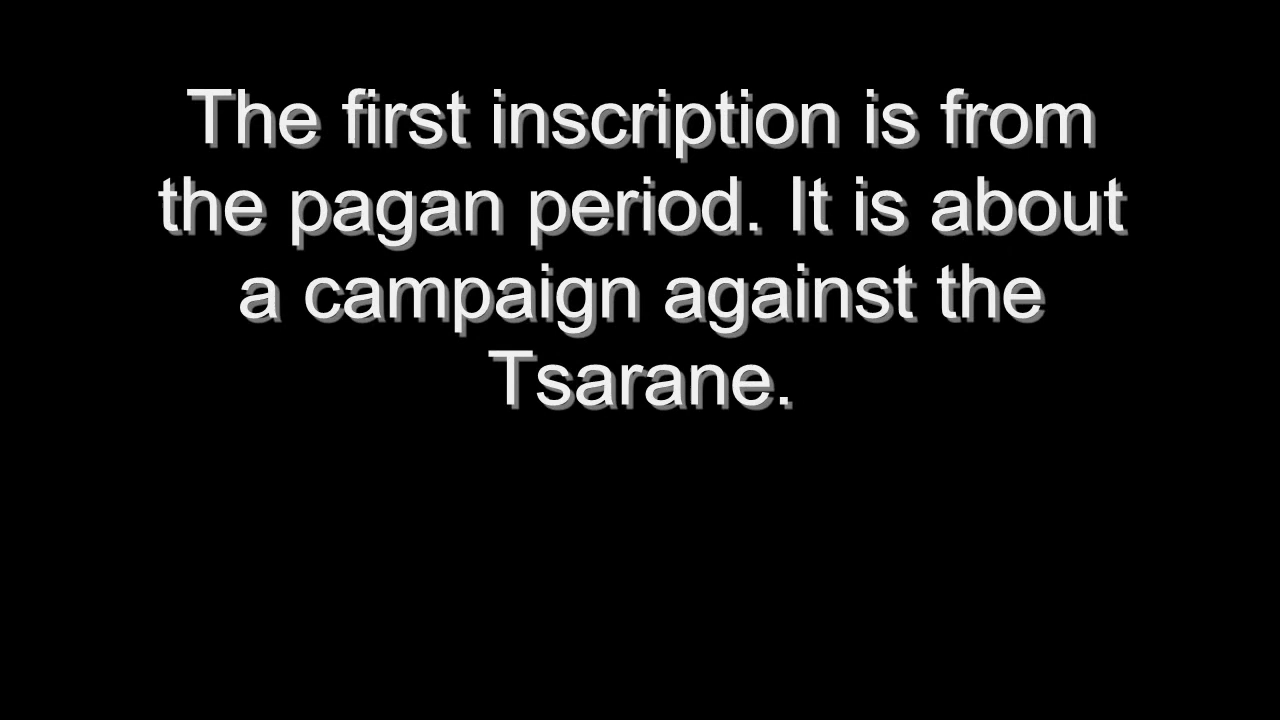 The first inscription is from
the pagan period. It is about
a campaign against the
Tsarane.